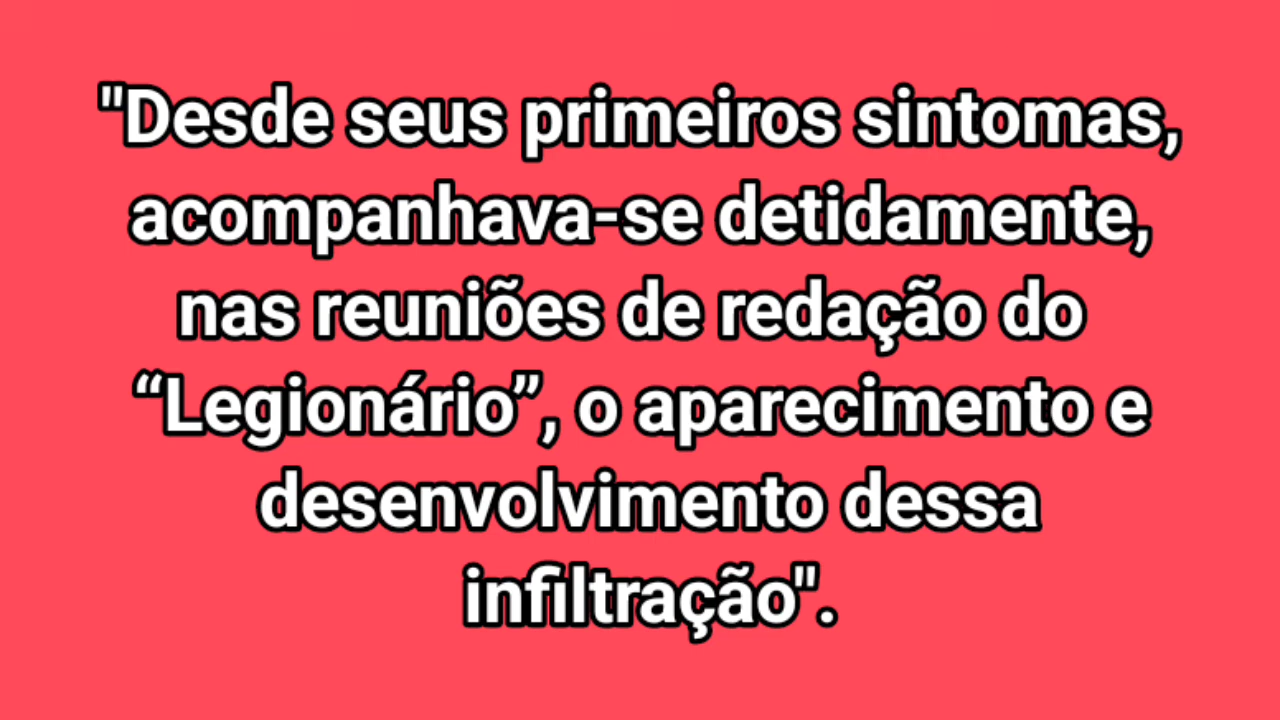 "Desde seus primeiros sintomas,
acompanhava-se detidamente,
nas reuniões de redação do
“Legionário”, o aparecimento e
desenvolvimento dessa
infiltração".